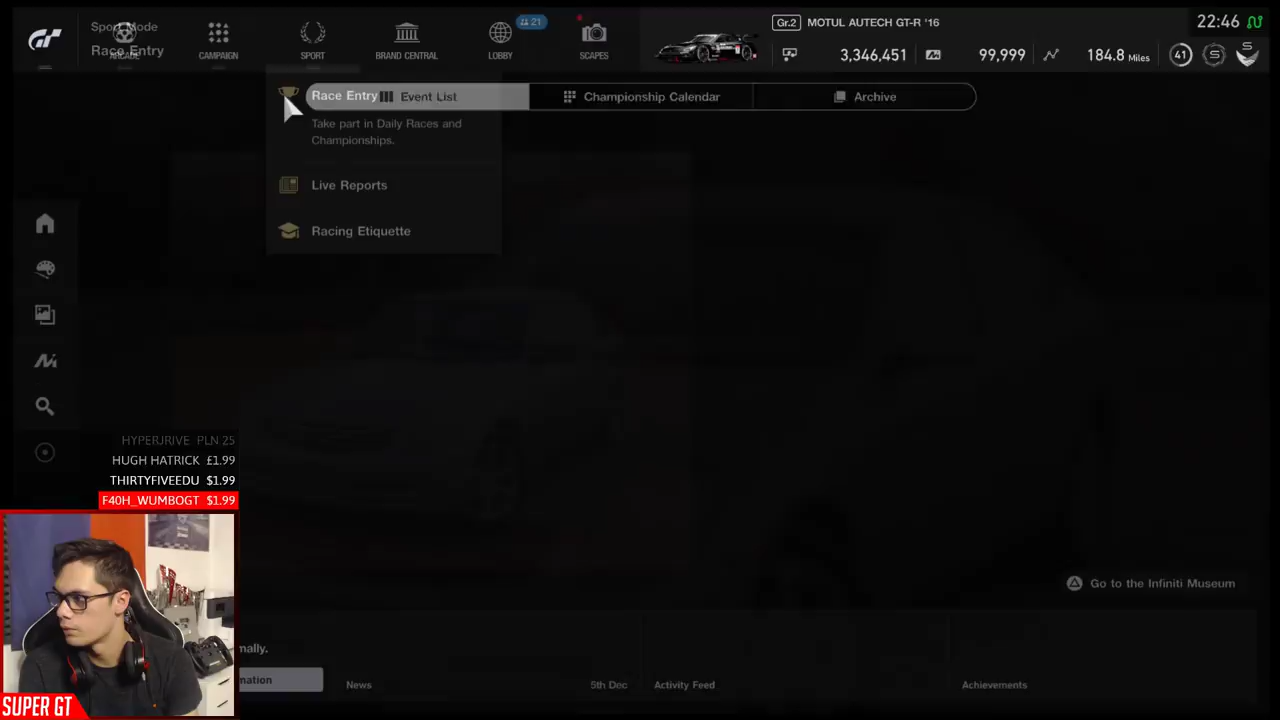 Sport Mode
Race Entry
ARCADE
CAMPAIGN
SPORT
BRAND CENTRAL
LOBBY
21
SCAPES
Gr.2 MOTUL AUTECH GT-R '16
3,346,451
99,999
184.8 Miles
41
S
S
22:46
Race Entry
Event List
Championship Calendar
Archive
Take part in Daily Races and
Championships.
Live Reports
Racing Etiquette
HYPERJRIVE PLN 25
HUGH HATRICK £1.99
THIRTYFIVEEDU $1.99
F40H_WUMBOGT $1.99
Go to the Infiniti Museum
mally.
mation
News
5th Dec
Activity Feed
Achievements
SUPER GT